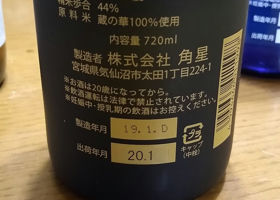 精米歩合 44%
原料米 蔵の華100%使用
内容量 720ml
製造者 株式会社 角星
宮城県気仙沼市太田1丁目224-1
※お酒は20歳になってから。
※飲酒運転は法律で禁止されています。
※妊娠中・授乳期の飲酒はお控えください。
製造年月 19.1.D
出荷年月 20.1
キャップ
(中栓)